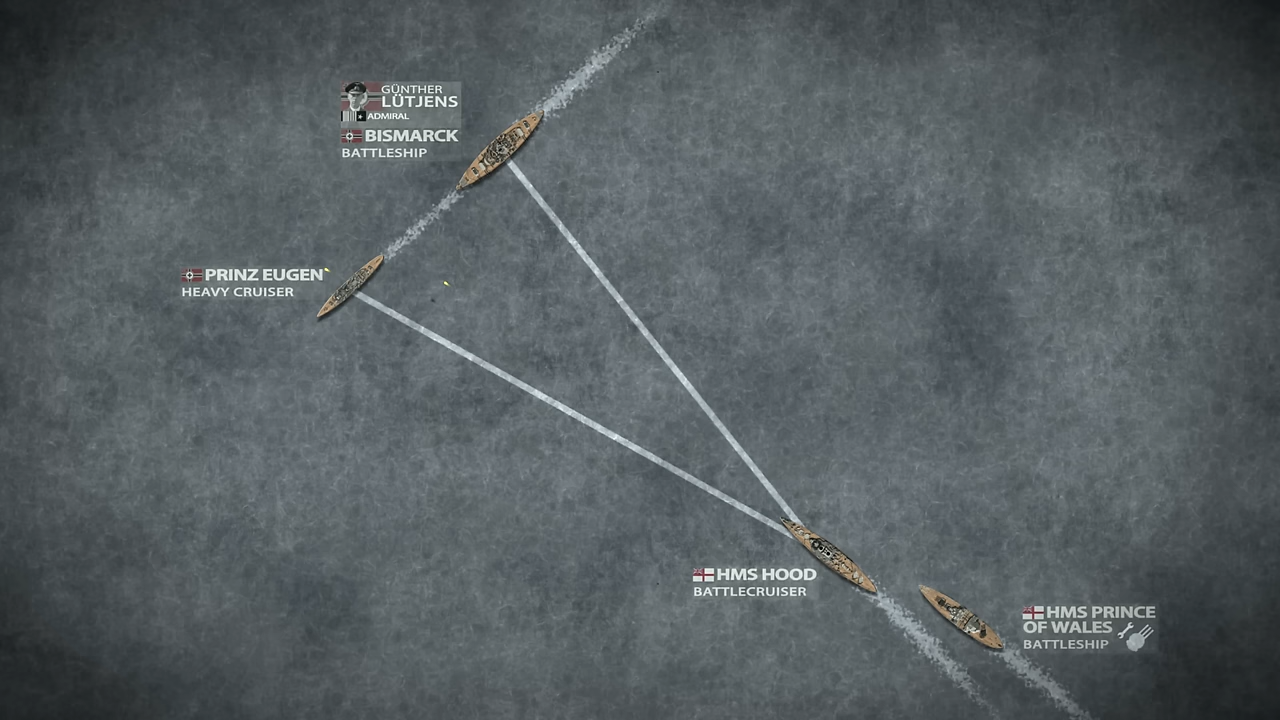 GÜNTHER
LÜTJENS
ADMIRAL
BISMARCK
BATTLESHIP
PRINZ EUGEN
HEAVY CRUISER
HMS HOOD
BATTLECRUISER
HMS PRINCE
OF WALES
BATTLESHIP